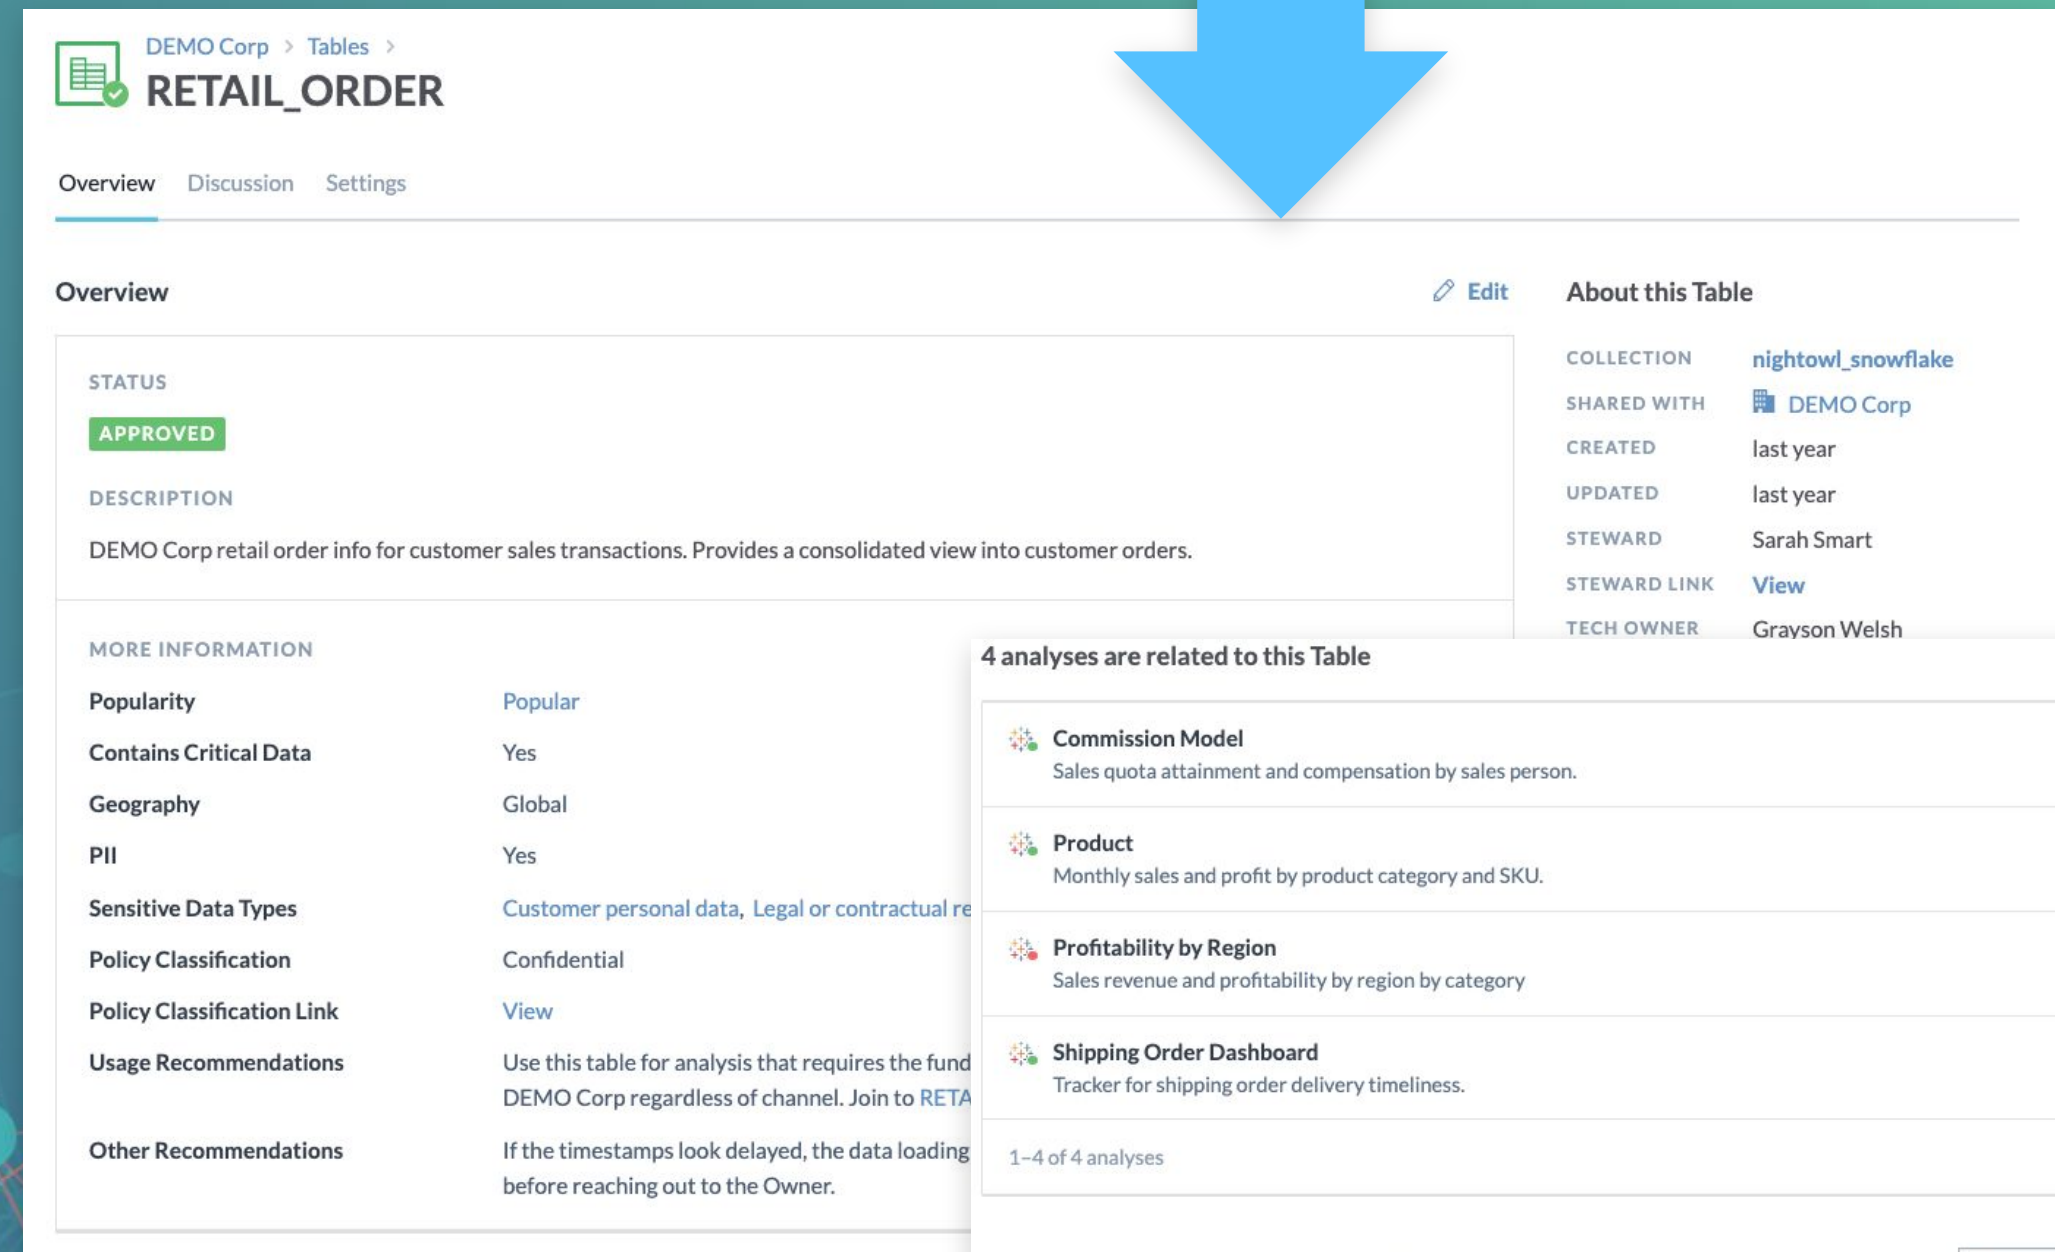 DEMO Corp > Tables >
RETAIL_ORDER
Overview Discussion Settings
Overview
Edit
STATUS
APPROVED
DESCRIPTION
DEMO Corp retail order info for customer sales transactions. Provides a consolidated view into customer orders.
MORE INFORMATION
Popularity Popular
Contains Critical Data Yes
Geography Global
PII Yes
Sensitive Data Types Customer personal data, Legal or contractual re
Policy Classification Confidential
Policy Classification Link View
Usage Recommendations Use this table for analysis that requires the fund
DEMO Corp regardless of channel. Join to RETA
Other Recommendations If the timestamps look delayed, the data loading
before reaching out to the Owner.
About this Table
COLLECTION nightowl_snowflake
SHARED WITH DEMO Corp
CREATED last year
UPDATED last year
STEWARD Sarah Smart
STEWARD LINK View
TECH OWNER Grayson Welsh
4 analyses are related to this Table
Commission Model
Sales quota attainment and compensation by sales person.
Product
Monthly sales and profit by product category and SKU.
Profitability by Region
Sales revenue and profitability by region by category
Shipping Order Dashboard
Tracker for shipping order delivery timeliness.
1–4 of 4 analyses